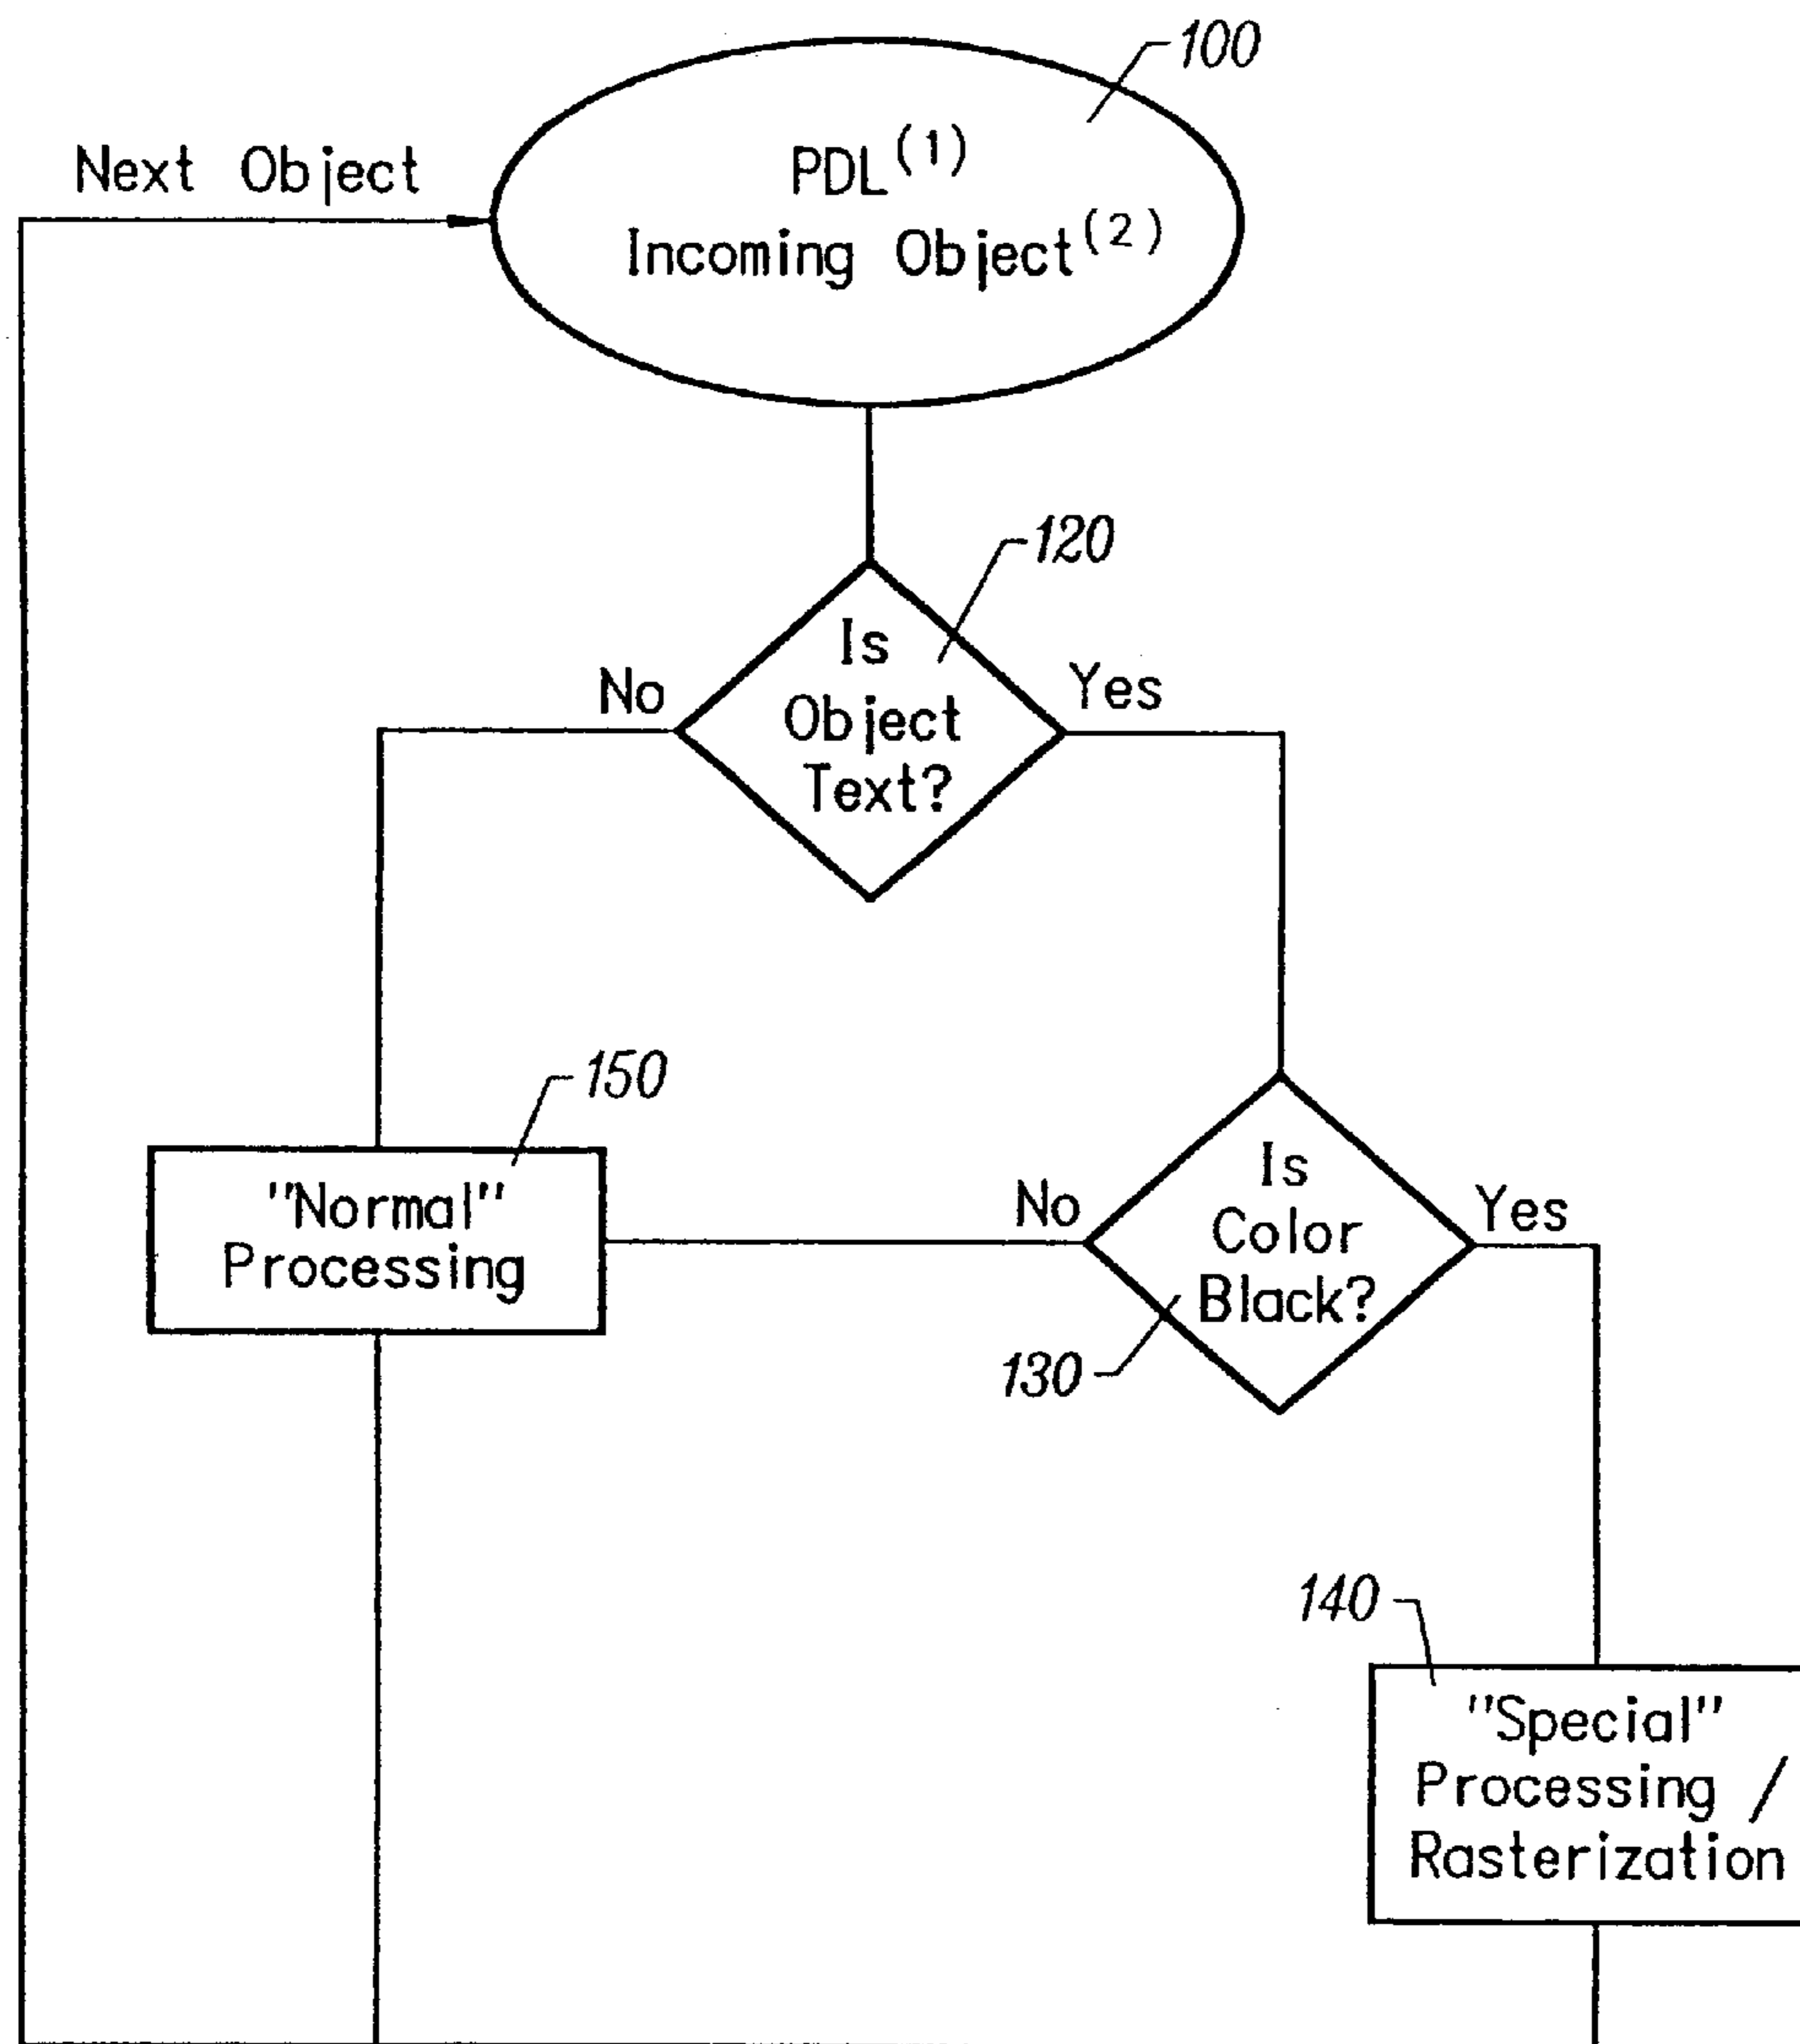 100
Next Object
PDL(1)
Incoming Object(2)
120
Is
Object
Text?
No
Yes
150
"Normal"
Processing
Is
Color
Black?
No
Yes
130
140
"Special"
Processing /
Rasterization